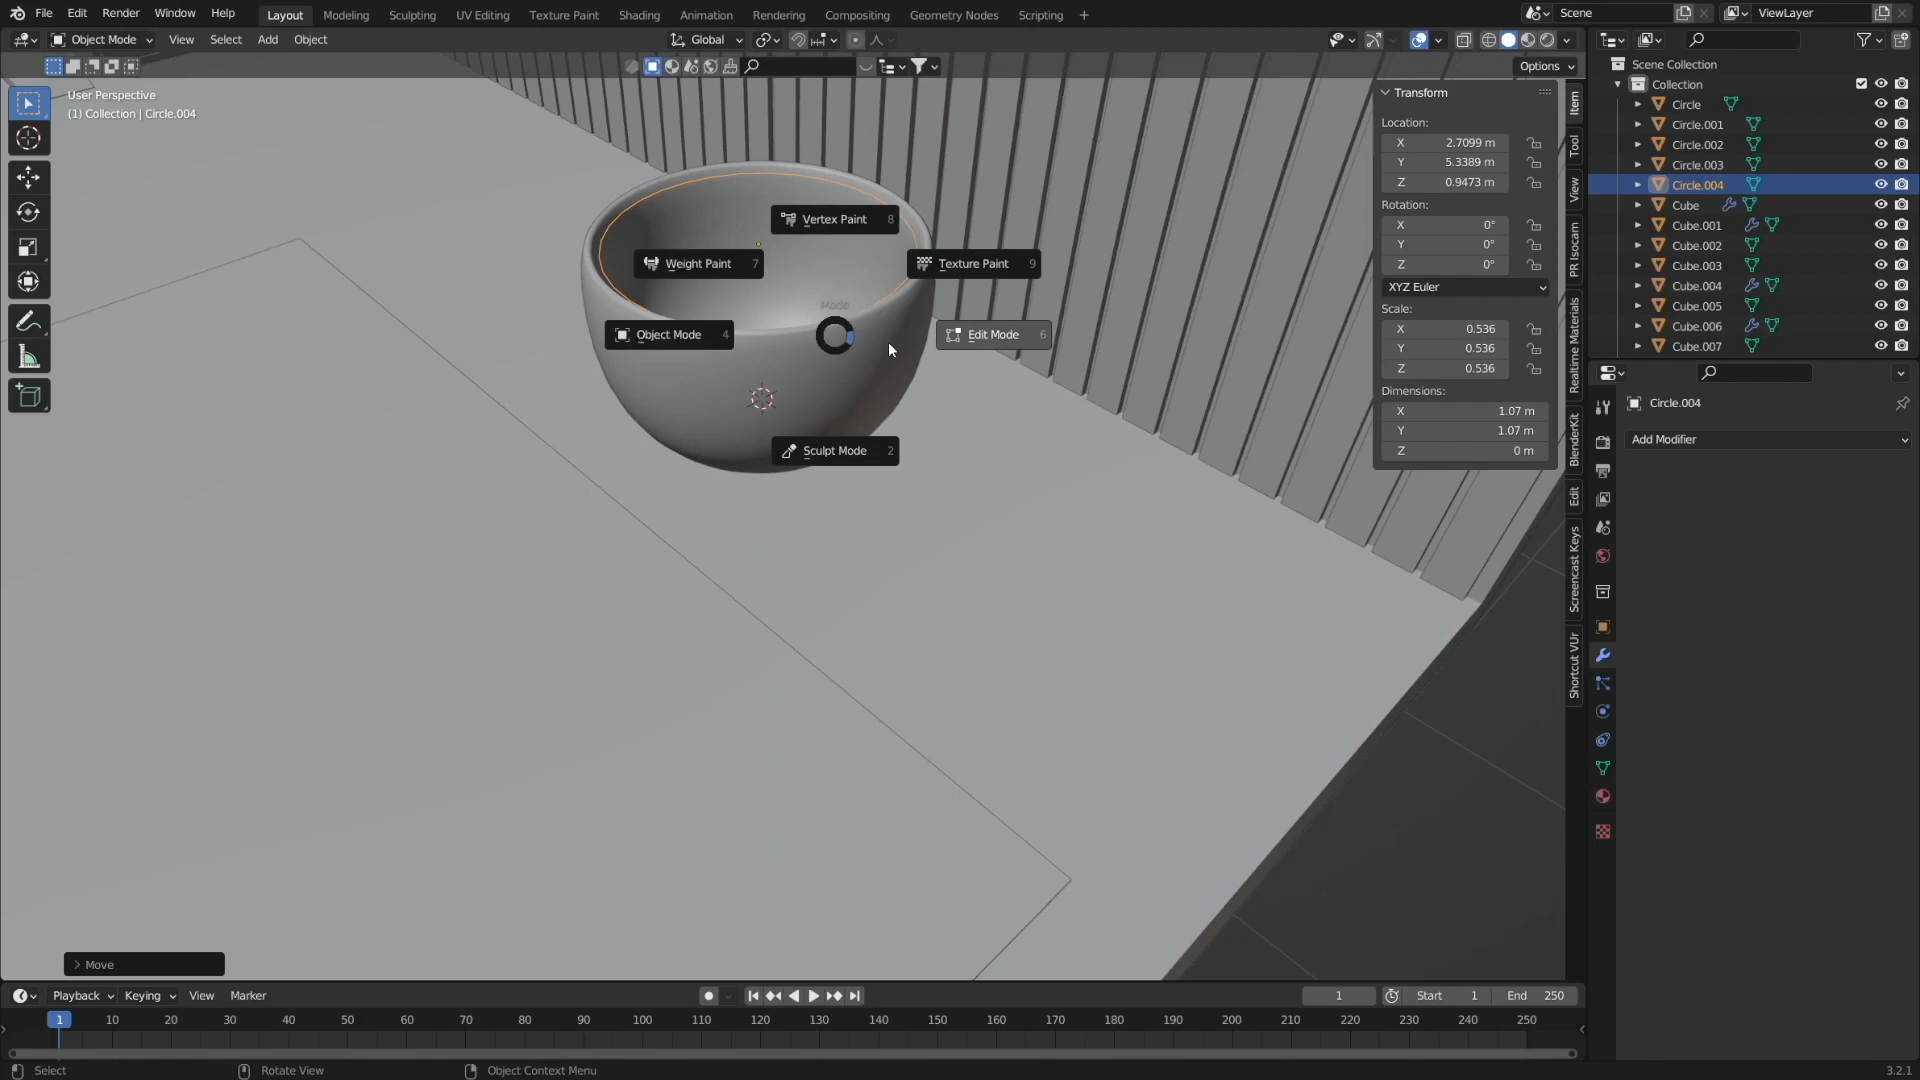 File Edit Render Window Help Layout Modeling Sculpting UV Editing Texture Paint Shading Animation Rendering Compositing Geometry Nodes Scripting + Scene ViewLayer
Object Mode View Select Add Object Global
Options
User Perspective
(1) Collection | Circle.004
Transform
Location:
X 2.7099 m
Y 5.3389 m
Z 0.9473 m
Rotation:
X 0°
Y 0°
Z 0°
XYZ Euler
Scale:
X 0.536
Y 0.536
Z 0.536
Dimensions:
X 1.07 m
Y 1.07 m
Z 0 m
Item
Tool
View
PR Isocam
Realtime Materials
BlenderKit
Edit
Screencast Keys
Shortcut VUr
Vertex Paint 8
Weight Paint 7
Texture Paint 9
Mode
Object Mode 4
Edit Mode 6
Sculpt Mode 2
Scene Collection
Collection
Circle
Circle.001
Circle.002
Circle.003
Circle.004
Cube
Cube.001
Cube.002
Cube.003
Cube.004
Cube.005
Cube.006
Cube.007
Circle.004
Add Modifier
> Move
Playback Keying View Marker 1 Start 1 End 250
1 10 20 30 40 50 60 70 80 90 100 110 120 130 140 150 160 170 180 190 200 210 220 230 240 250
Select Rotate View Object Context Menu 3.2.1